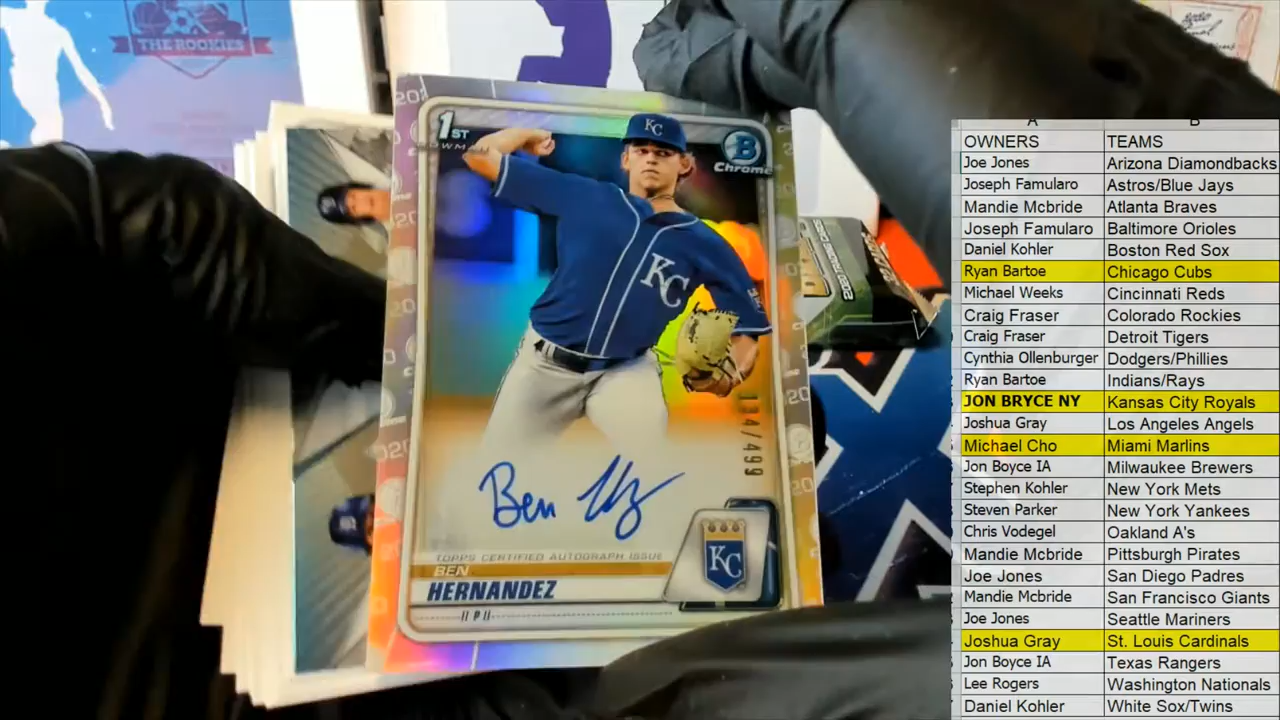 THE ROOKIES
1ST
BOWMAN
KC
B
Chrome
KC
134/499
Ben
TOPPS CERTIFIED AUTOGRAPH ISSUE
BEN
HERNANDEZ
P
KC
A B
OWNERS TEAMS
Joe Jones Arizona Diamondbacks
Joseph Famularo Astros/Blue Jays
Mandie Mcbride Atlanta Braves
Joseph Famularo Baltimore Orioles
Daniel Kohler Boston Red Sox
Ryan Bartoe Chicago Cubs
Michael Weeks Cincinnati Reds
Craig Fraser Colorado Rockies
Craig Fraser Detroit Tigers
Cynthia Ollenburger Dodgers/Phillies
Ryan Bartoe Indians/Rays
JON BRYCE NY Kansas City Royals
Joshua Gray Los Angeles Angels
Michael Cho Miami Marlins
Jon Boyce IA Milwaukee Brewers
Stephen Kohler New York Mets
Steven Parker New York Yankees
Chris Vodegel Oakland A's
Mandie Mcbride Pittsburgh Pirates
Joe Jones San Diego Padres
Mandie Mcbride San Francisco Giants
Joe Jones Seattle Mariners
Joshua Gray St. Louis Cardinals
Jon Boyce IA Texas Rangers
Lee Rogers Washington Nationals
Daniel Kohler White Sox/Twins